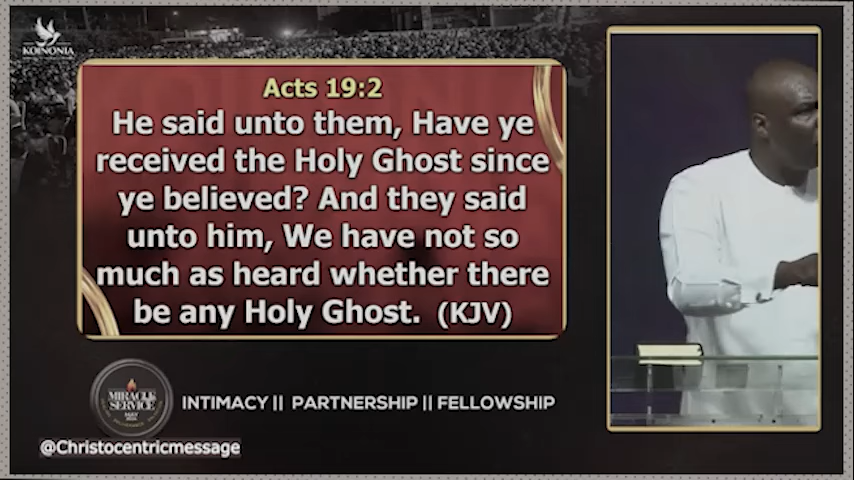 KOINONIA
Acts 19:2
He said unto them, Have ye
received the Holy Ghost since
ye believed? And they said
unto him, We have not so
much as heard whether there
be any Holy Ghost. (KJV)
MIRACLE
SERVICE
MAY
INTIMACY || PARTNERSHIP || FELLOWSHIP
@Christocentricmessage